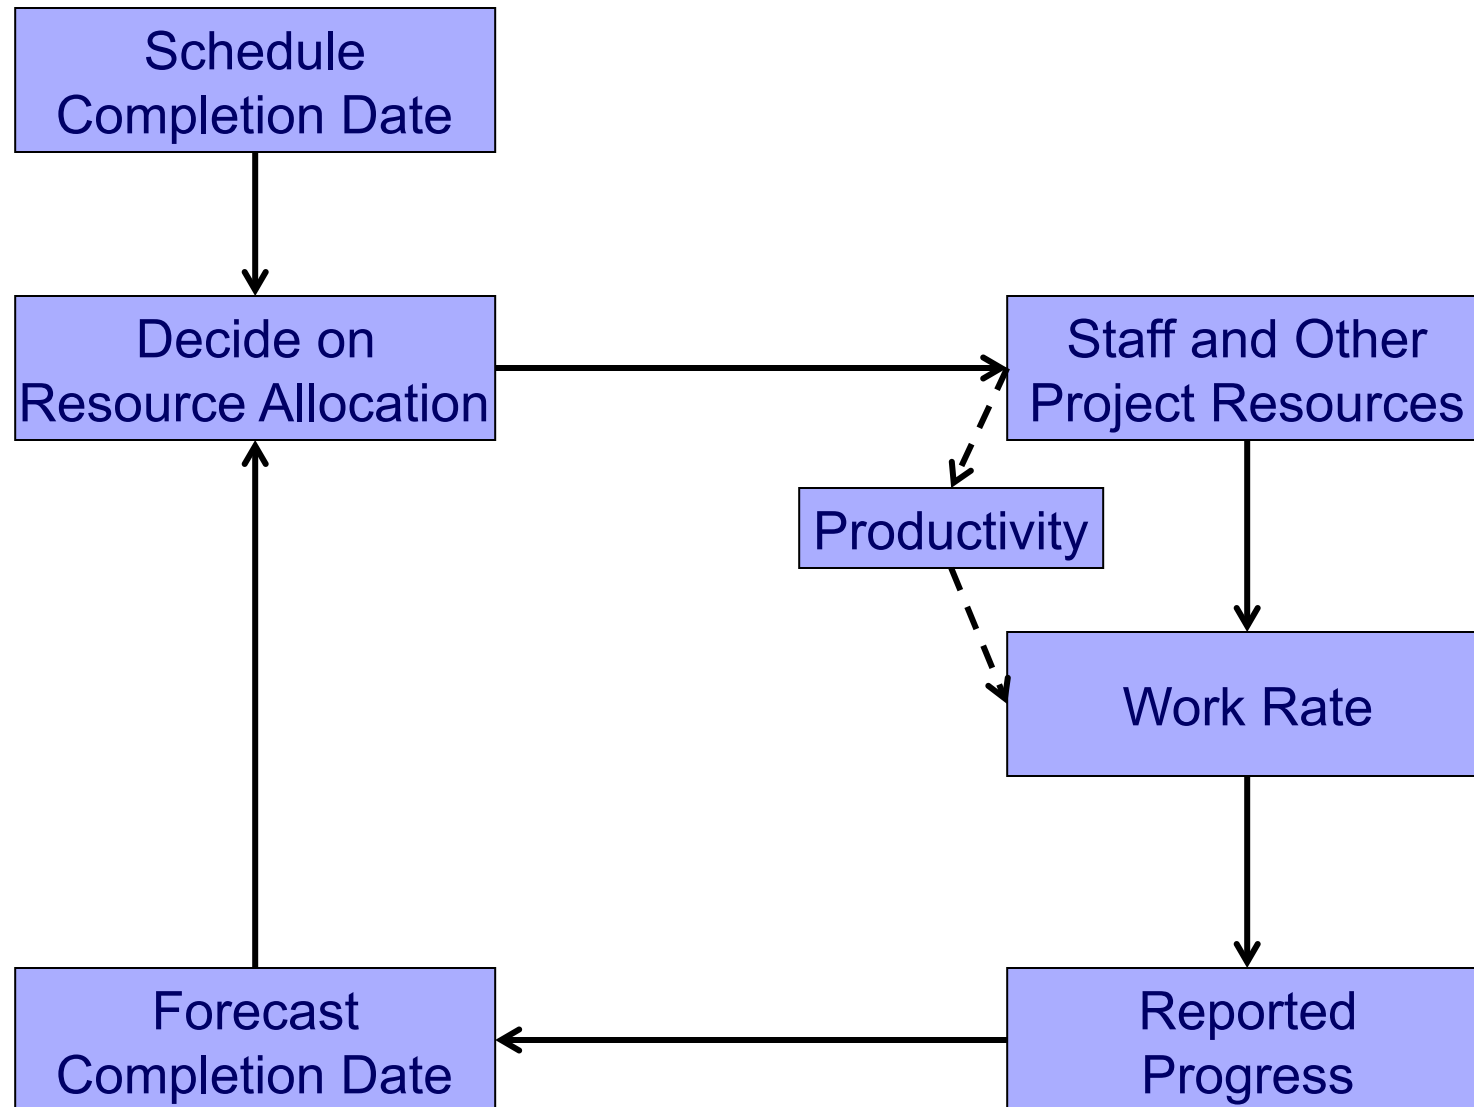 Schedule
Completion Date
Decide on
Resource Allocation
Staff and Other
Project Resources
Productivity
Work Rate
Forecast
Completion Date
Reported
Progress